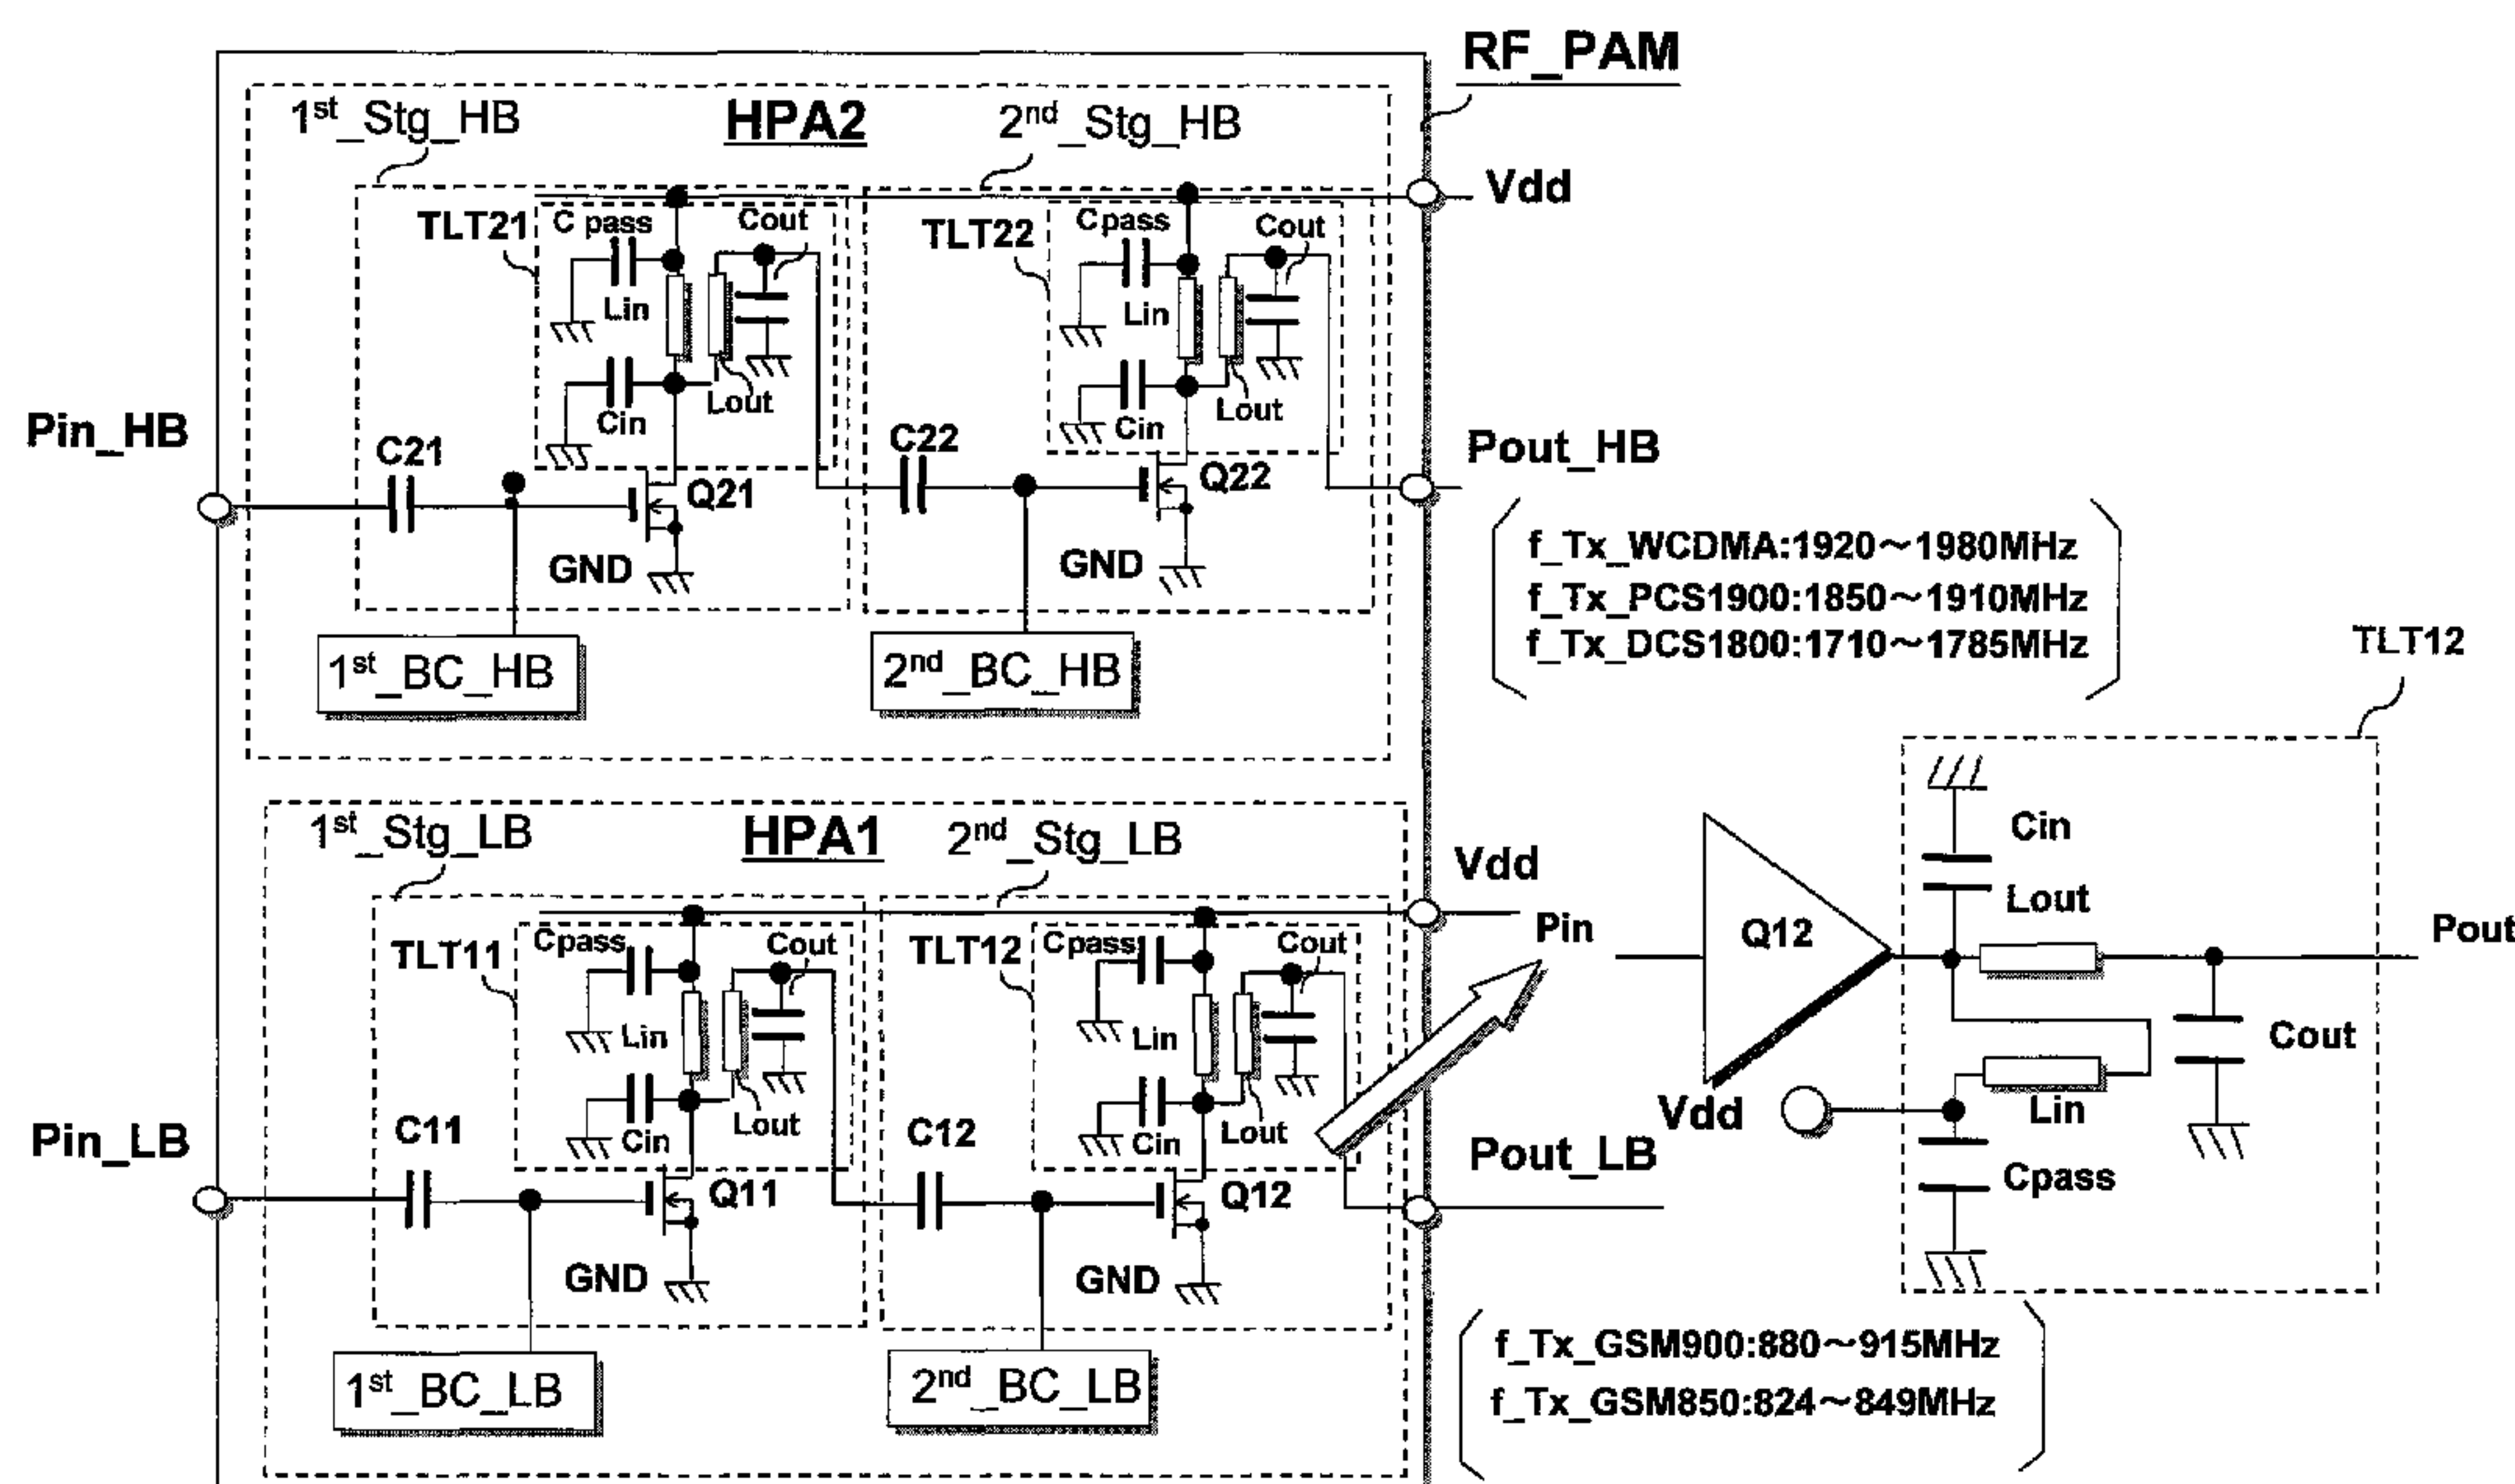 RF_PAM
1st_Stg_HB
HPA2
2nd_Stg_HB
Vdd
TLT21
C pass
Cout
TLT22
Cpass
Cout
Lin
Lin
Cin
Lout
Cin
Lout
Pin_HB
C21
C22
Pout_HB
Q21
Q22
GND
GND
f_Tx_WCDMA:1920～1980MHz
f_Tx_PCS1900:1850～1910MHz
f_Tx_DCS1800:1710～1785MHz
1st_BC_HB
2nd_BC_HB
TLT12
1st_Stg_LB
HPA1
2nd_Stg_LB
Vdd
TLT11
Cpass
Cout
TLT12
Cpass
Cout
Lin
Lin
Cin
Lout
Cin
Lout
Pin_LB
C11
C12
Pout_LB
Q11
Q12
GND
GND
1st_BC_LB
2nd_BC_LB
Pin
Q12
Cin
Lout
Pout
Cout
Vdd
Lin
Cpass
f_Tx_GSM900:880～915MHz
f_Tx_GSM850:824～849MHz